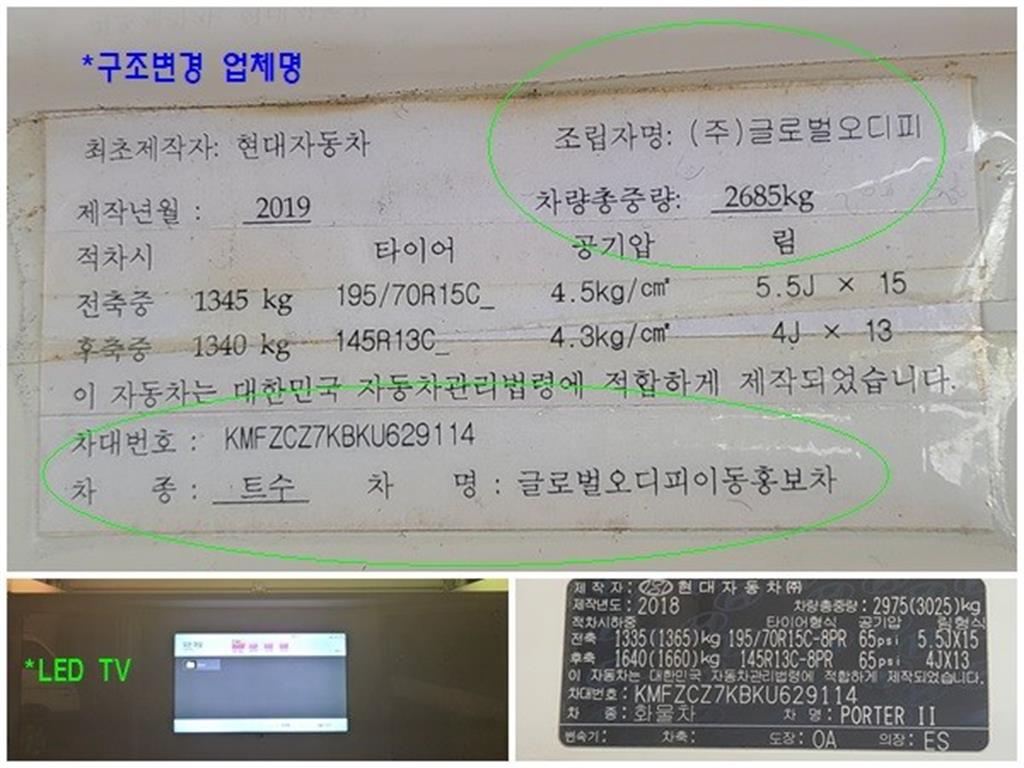 *구조변경 업체명
최초제작자: 현대자동차 조립자명: (주)글로벌오디피
제작년월 : 2019 차량총중량: 2685kg
적차시 타이어 공기압 림
전축중 1345 kg 195/70R15C_ 4.5kg/㎠ 5.5J × 15
후축중 1340 kg 145R13C_ 4.3kg/㎠ 4J × 13
이 자동차는 대한민국 자동차관리법령에 적합하게 제작되었습니다.
차대번호 : KMFZCZ7KBKU629114
차 종 : 트수 차 명 : 글로벌오디피이동홍보차
*LED TV
제작자: 현대자동차㈜
제작년도: 2018 차량총중량: 2975(3025)kg
적차시하중 타이어형식 공기압 림형식
전축 1335(1365)kg 195/70R15C-8PR 65psi 5.5JX15
후축 1640(1660)kg 145R13C-8PR 65psi 4JX13
이 자동차는 대한민국 자동차관리법령에 적합하게 제작되었습니다.
차대번호: KMFZCZ7KBKU629114
차 종: 화물차 차 명: PORTER II
변속기: 차축: 도장: OA 의장: ES